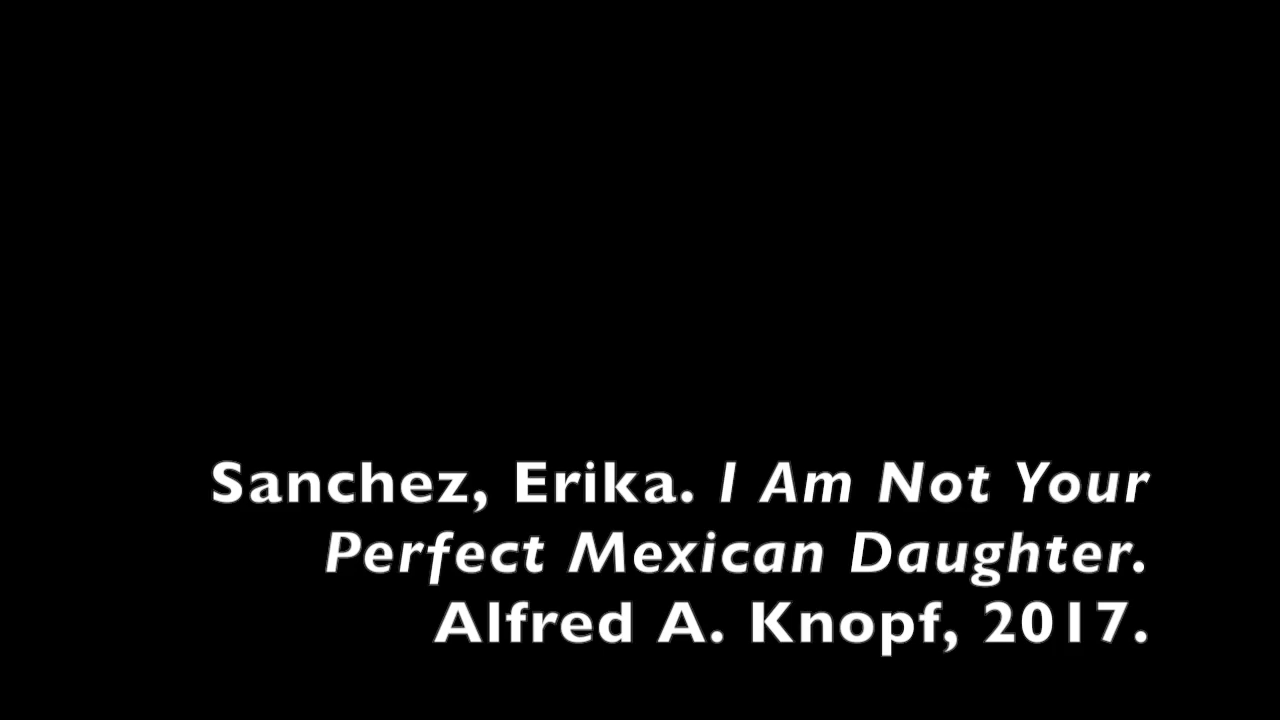 Sanchez, Erika. I Am Not Your
Perfect Mexican Daughter.
Alfred A. Knopf, 2017.